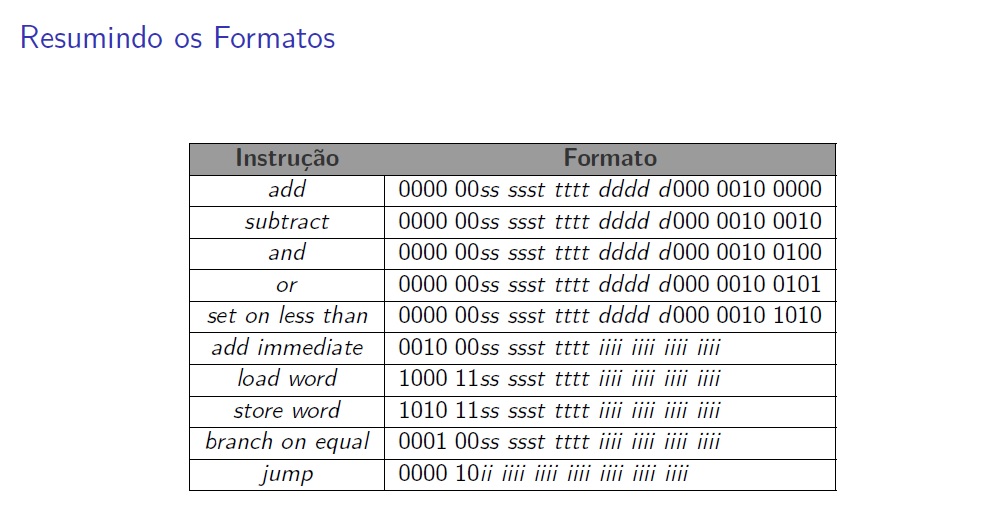 Resumindo os Formatos
Instrução Formato
add 0000 00ss ssst tttt dddd d000 0010 0000
subtract 0000 00ss ssst tttt dddd d000 0010 0010
and 0000 00ss ssst tttt dddd d000 0010 0100
or 0000 00ss ssst tttt dddd d000 0010 0101
set on less than 0000 00ss ssst tttt dddd d000 0010 1010
add immediate 0010 00ss ssst tttt iiii iiii iiii iiii
load word 1000 11ss ssst tttt iiii iiii iiii iiii
store word 1010 11ss ssst tttt iiii iiii iiii iiii
branch on equal 0001 00ss ssst tttt iiii iiii iiii iiii
jump 0000 10ii iiii iiii iiii iiii iiii iiii